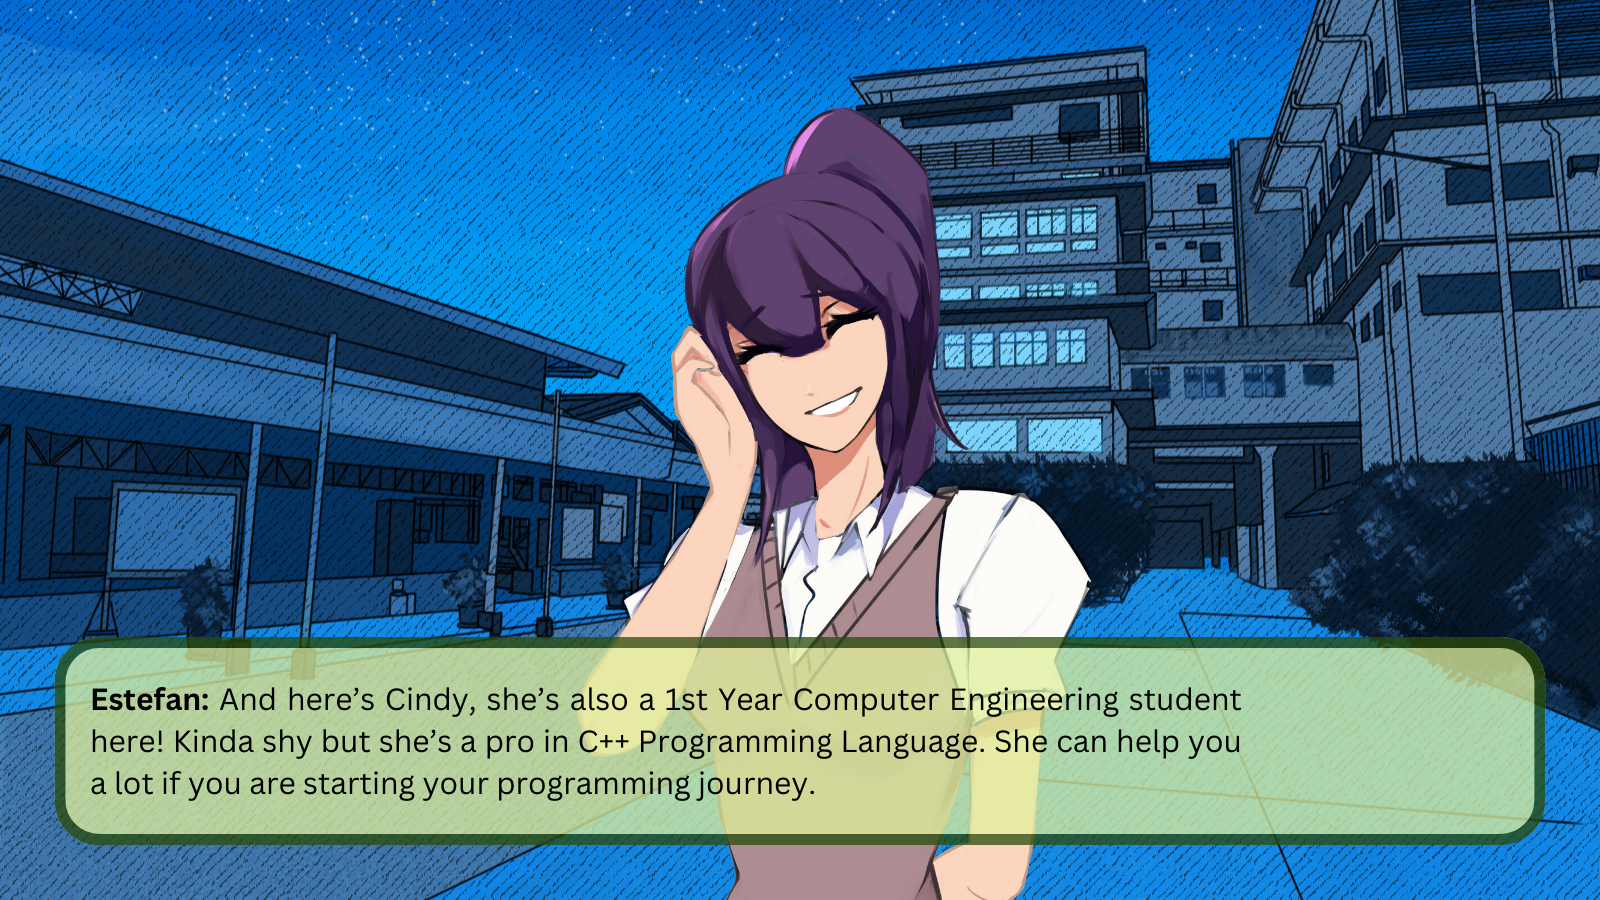 Estefan: And here’s Cindy, she’s also a 1st Year Computer Engineering student
here! Kinda shy but she’s a pro in C++ Programming Language. She can help you
a lot if you are starting your programming journey.